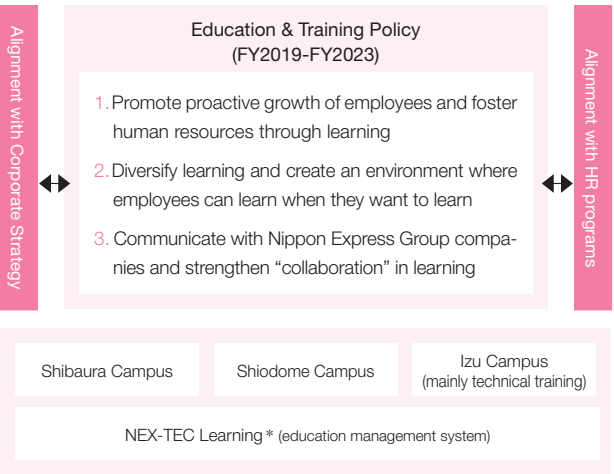 Alignment with Corporate Strategy
Education & Training Policy
(FY2019-FY2023)
1. Promote proactive growth of employees and foster
human resources through learning
2. Diversify learning and create an environment where
employees can learn when they want to learn
3. Communicate with Nippon Express Group compa-
nies and strengthen “collaboration” in learning
Alignment with HR programs
Shibaura Campus
Shiodome Campus
Izu Campus
(mainly technical training)
NEX-TEC Learning* (education management system)